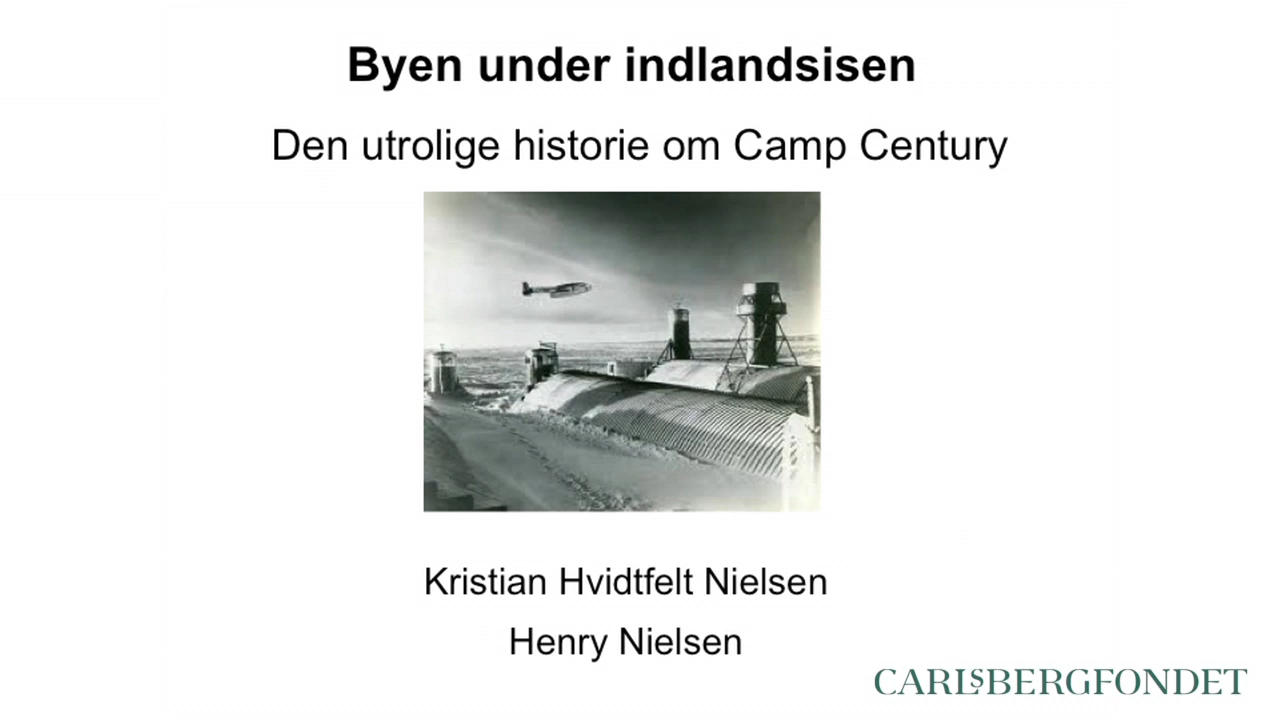 Byen under indlandsisen
Den utrolige historie om Camp Century
Kristian Hvidtfelt Nielsen
Henry Nielsen
CARLSBERGFONDET